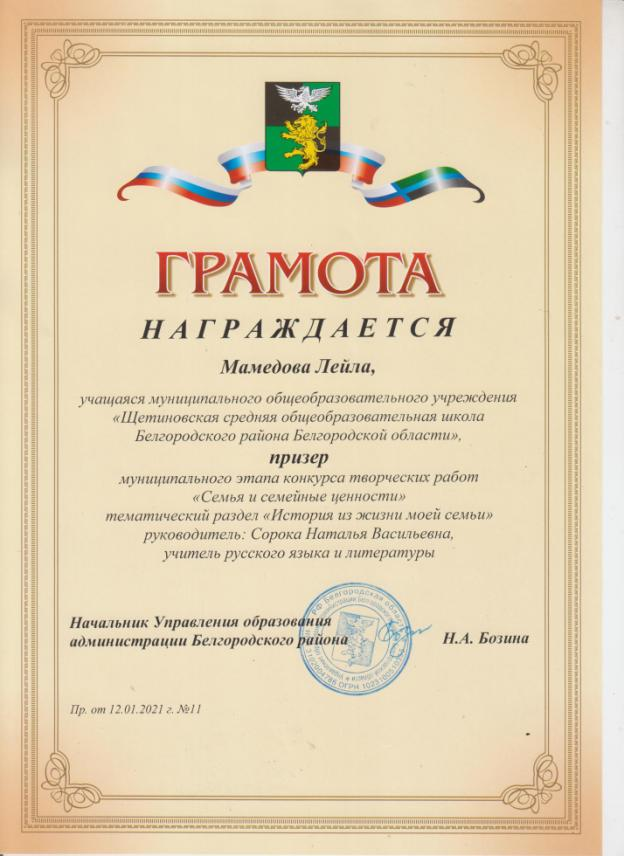 ГРАМОТА
НАГРАЖДАЕТСЯ
Мамедова Лейла,
учащаяся муниципального общеобразовательного учреждения
«Щетиновская средняя общеобразовательная школа
Белгородского района Белгородской области»,
призер
муниципального этапа конкурса творческих работ
«Семья и семейные ценности»
тематический раздел «История из жизни моей семьи»
руководитель: Сорока Наталья Васильевна,
учитель русского языка и литературы
Начальник Управления образования
администрации Белгородского района
Н.А. Бозина
РФ Белгородская
Пр. от 12.01.2021 г. №11